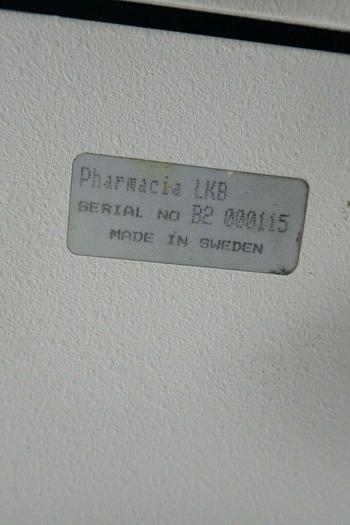 Pharmacia LKB
SERIAL NO B2 000115
MADE IN SWEDEN